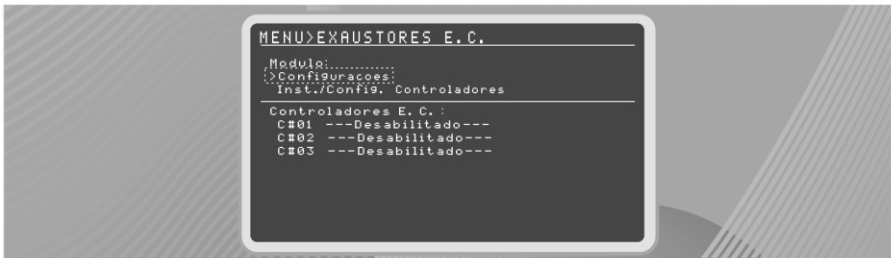 MENU>EXAUSTORES E.C.
Modulo:...........
>Configuracoes:
Inst./Config. Controladores
Controladores E.C.:
C#01 ---Desabilitado---
C#02 ---Desabilitado---
C#03 ---Desabilitado---